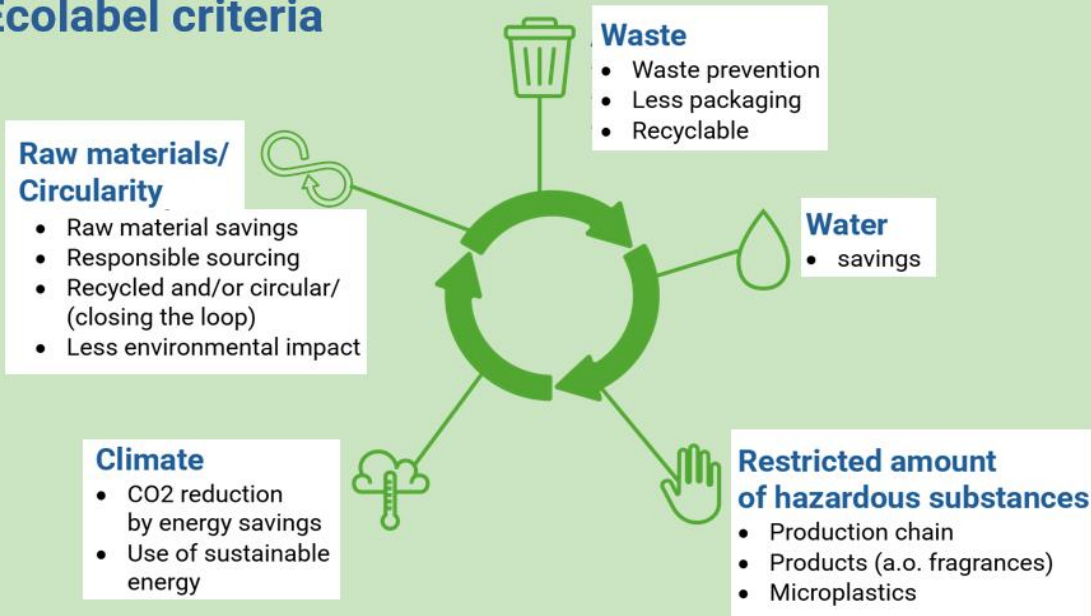 Ecolabel criteria
Waste
• Waste prevention
• Less packaging
• Recyclable
Raw materials/
Circularity
• Raw material savings
• Responsible sourcing
• Recycled and/or circular/
(closing the loop)
• Less environmental impact
Water
• savings
Climate
• CO2 reduction
by energy savings
• Use of sustainable
energy
Restricted amount
of hazardous substances
• Production chain
• Products (a.o. fragrances)
• Microplastics